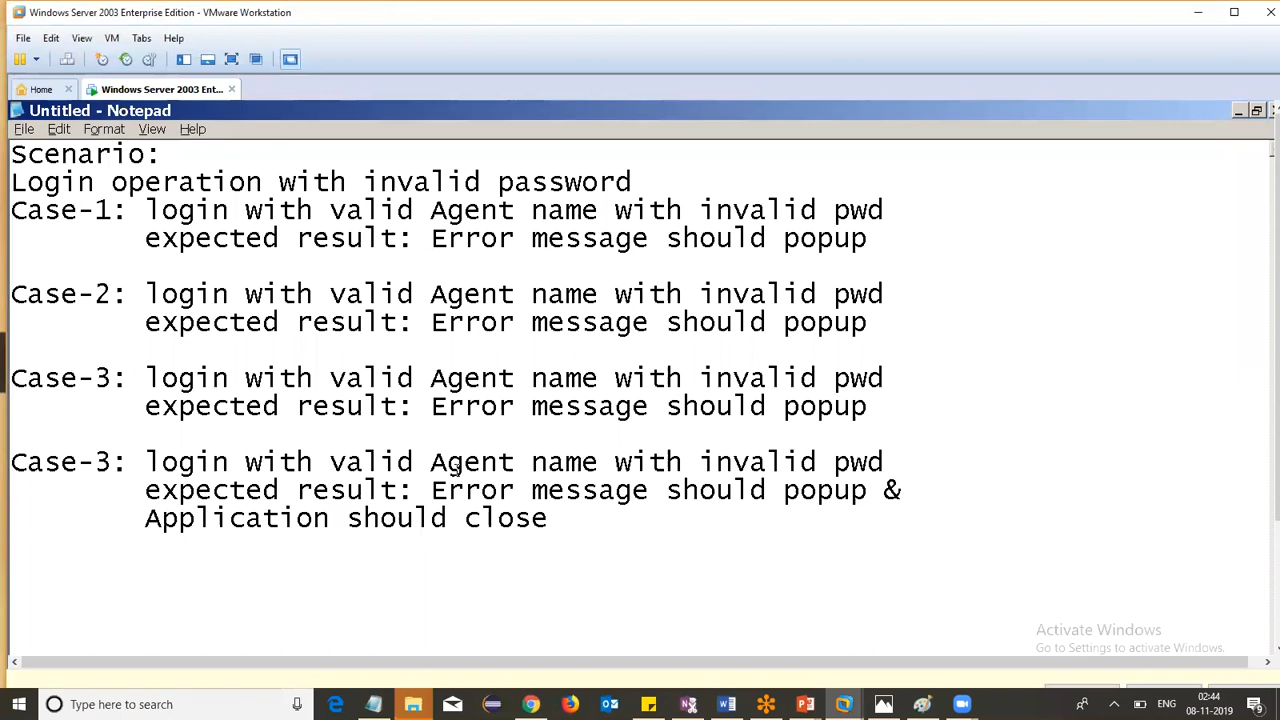 Windows Server 2003 Enterprise Edition - VMware Workstation
File Edit View VM Tabs Help
Home Windows Server 2003 Ent...
Untitled - Notepad
File Edit Format View Help
Scenario:
Login operation with invalid password
Case-1: login with valid Agent name with invalid pwd
expected result: Error message should popup
Case-2: login with valid Agent name with invalid pwd
expected result: Error message should popup
Case-3: login with valid Agent name with invalid pwd
expected result: Error message should popup
Case-3: login with valid Agent name with invalid pwd
expected result: Error message should popup &
Application should close
Activate Windows
Go to Settings to activate Windows.
Type here to search
ENG
02:44
08-11-2019